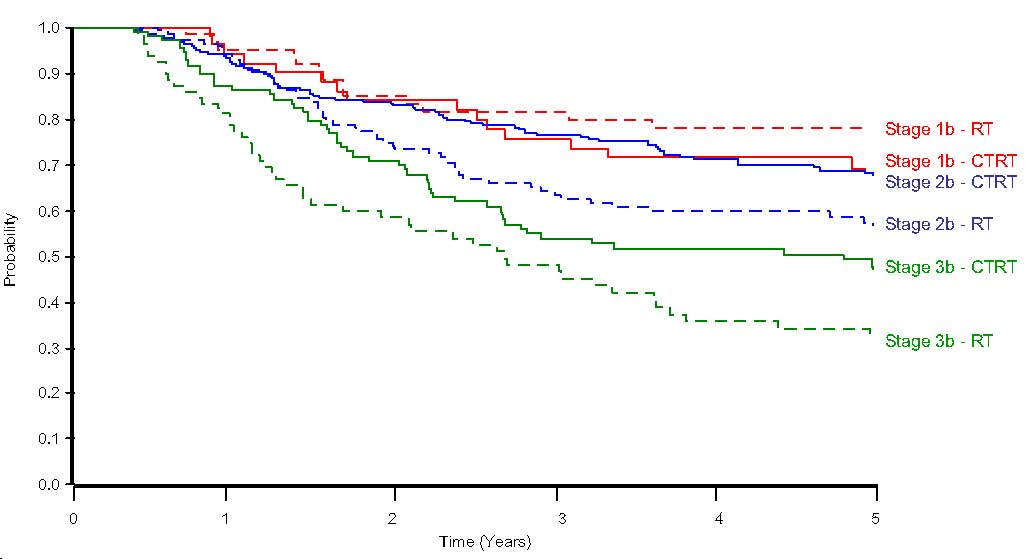 1.0
0.9
0.8
0.7
0.6
0.5
0.4
0.3
0.2
0.1
0.0
Probability
0 1 2 3 4 5
Time (Years)
Stage 1b - RT
Stage 1b - CTRT
Stage 2b - CTRT
Stage 2b - RT
Stage 3b - CTRT
Stage 3b - RT